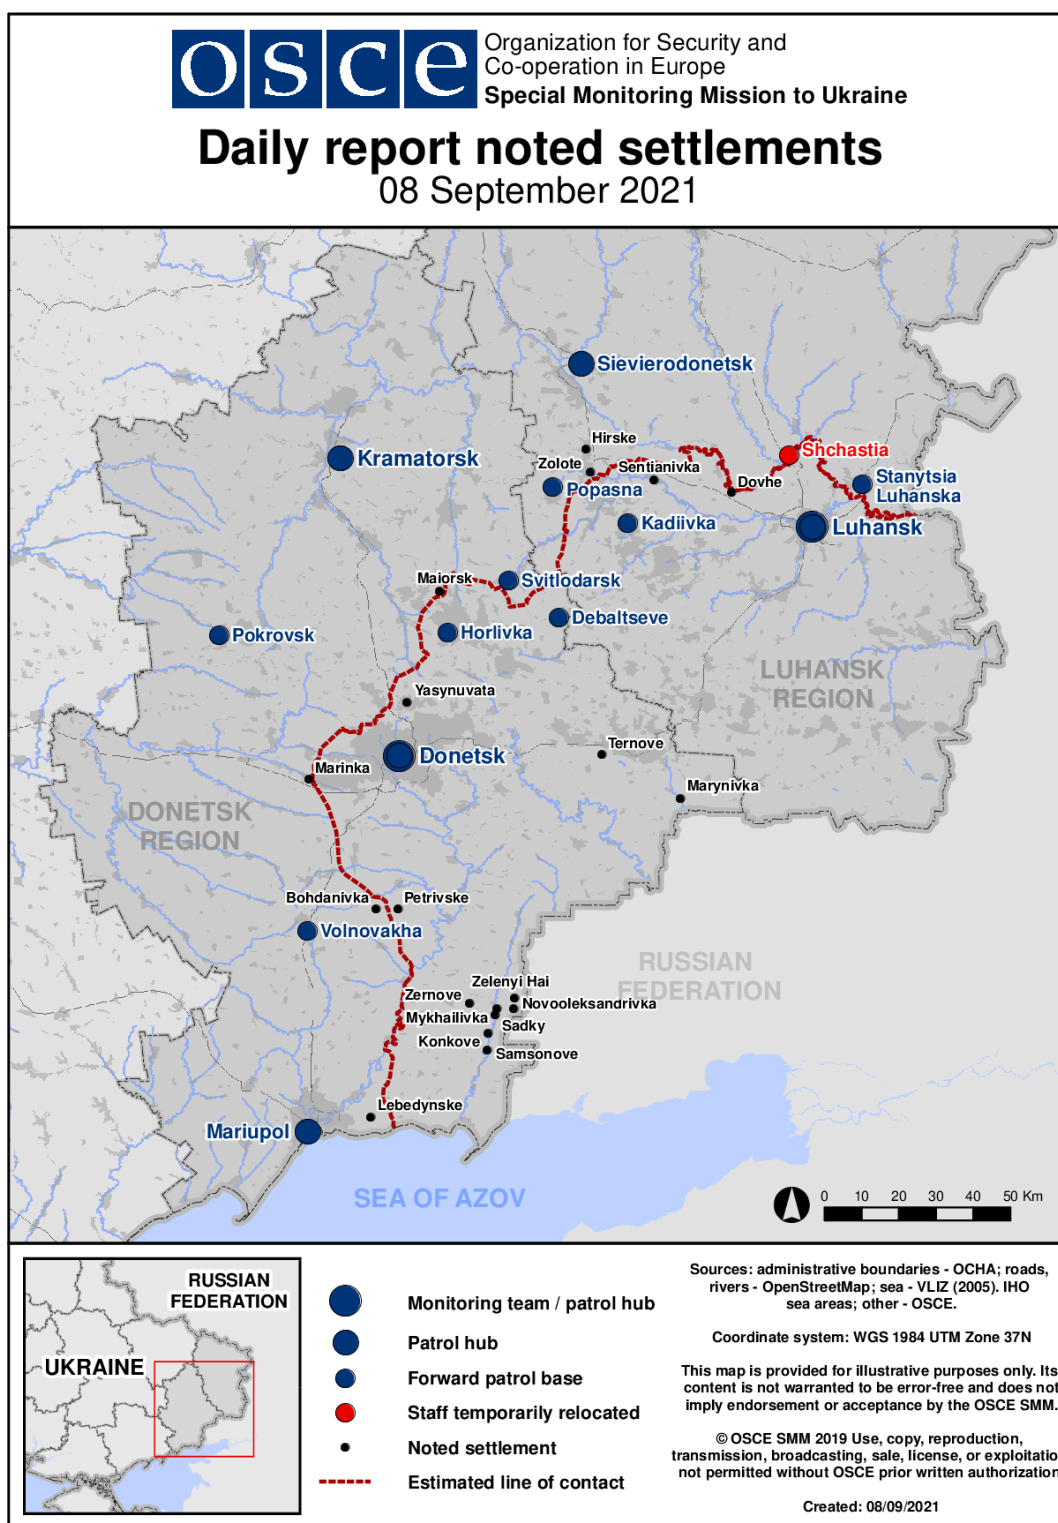 osce
Organization for Security and
Co-operation in Europe
Special Monitoring Mission to Ukraine
Daily report noted settlements
08 September 2021
Sievierodonetsk
Hirske
Kramatorsk
Zolote
Sentianivka
Shchastia
Popasna
Dovhe
Stanytsia
Luhanska
Kadiivka
Luhansk
Maiorsk
Svitlodarsk
Debaltseve
Pokrovsk
Horlivka
LUHANSK
REGION
Yasynuvata
Donetsk
Ternove
Marinka
Marynivka
DONETSK
REGION
Bohdanivka
Petrivske
Volnovakha
RUSSIAN
FEDERATION
Zelenyi Hai
Zernove
Novooleksandrivka
Mykhailivka
Sadky
Konkove
Samsonove
Lebedynske
Mariupol
SEA OF AZOV
0 10 20 30 40 50 Km
RUSSIAN
FEDERATION
UKRAINE
Monitoring team / patrol hub
Patrol hub
Forward patrol base
Staff temporarily relocated
Noted settlement
Estimated line of contact
Sources: administrative boundaries - OCHA; roads,
rivers - OpenStreetMap; sea - VLIZ (2005). IHO
sea areas; other - OSCE.
Coordinate system: WGS 1984 UTM Zone 37N
This map is provided for illustrative purposes only. Its
content is not warranted to be error-free and does not
imply endorsement or acceptance by the OSCE SMM.
© OSCE SMM 2019 Use, copy, reproduction,
transmission, broadcasting, sale, license, or exploitatio
not permitted without OSCE prior written authorization
Created: 08/09/2021